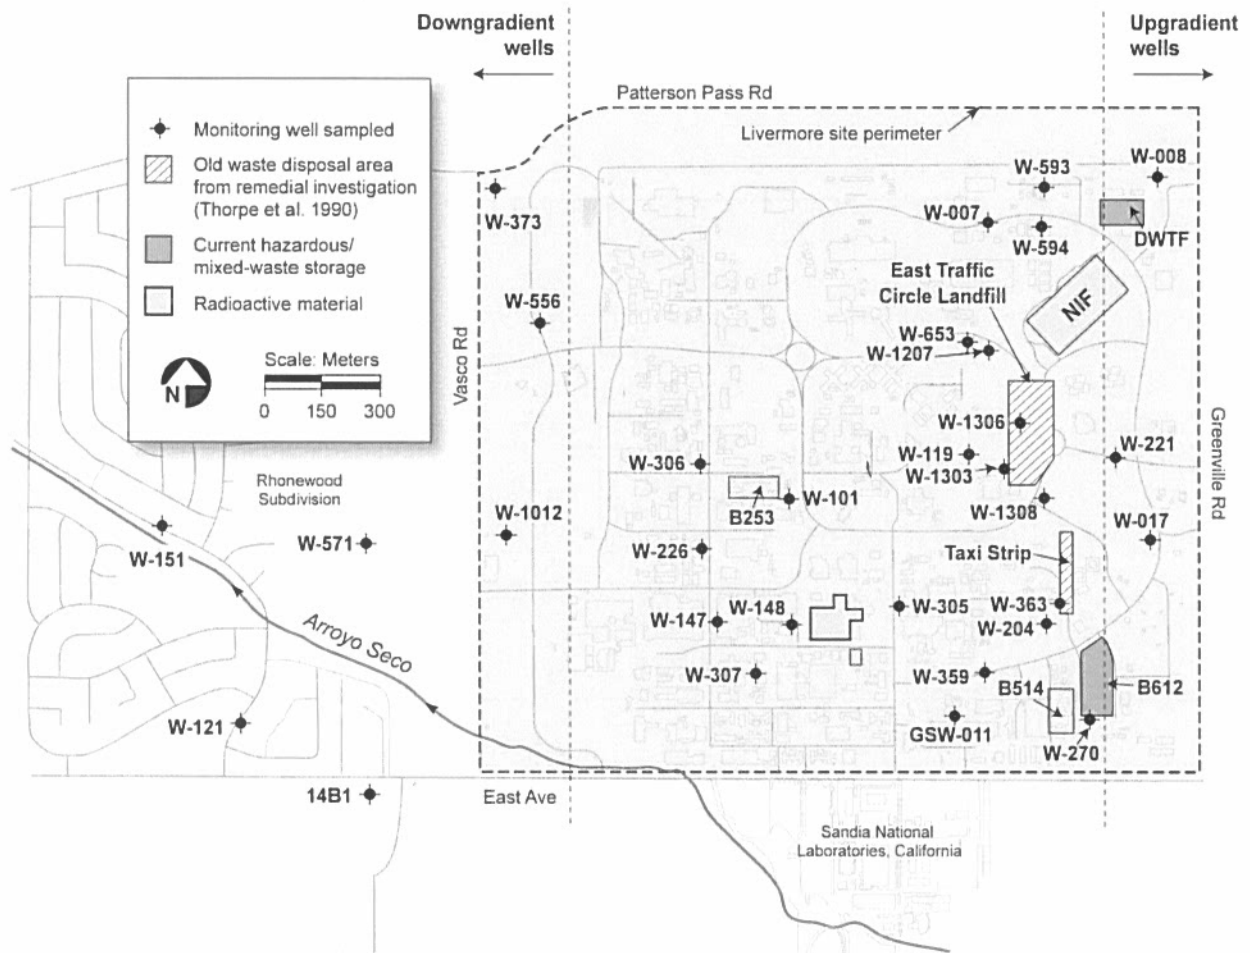 Downgradient
wells
Upgradient
wells
Patterson Pass Rd
Livermore site perimeter
Monitoring well sampled
Old waste disposal area
from remedial investigation
(Thorpe et al. 1990)
Current hazardous/
mixed-waste storage
Radioactive material
Scale: Meters
N
0 150 300
W-593
W-008
W-373
W-007
W-594
DWTF
East Traffic
Circle Landfill
NIF
W-556
W-653
W-1207
Vasco Rd
Greenville Rd
W-1306
W-306
W-119
W-221
W-1303
Rhonewood
Subdivision
B253
W-101
W-1308
W-1012
W-017
W-151
W-571
W-226
Taxi Strip
W-147
W-148
W-305
W-363
W-204
Arroyo Seco
W-307
W-359
B514
B612
W-121
GSW-011
W-270
14B1
East Ave
Sandia National
Laboratories, California